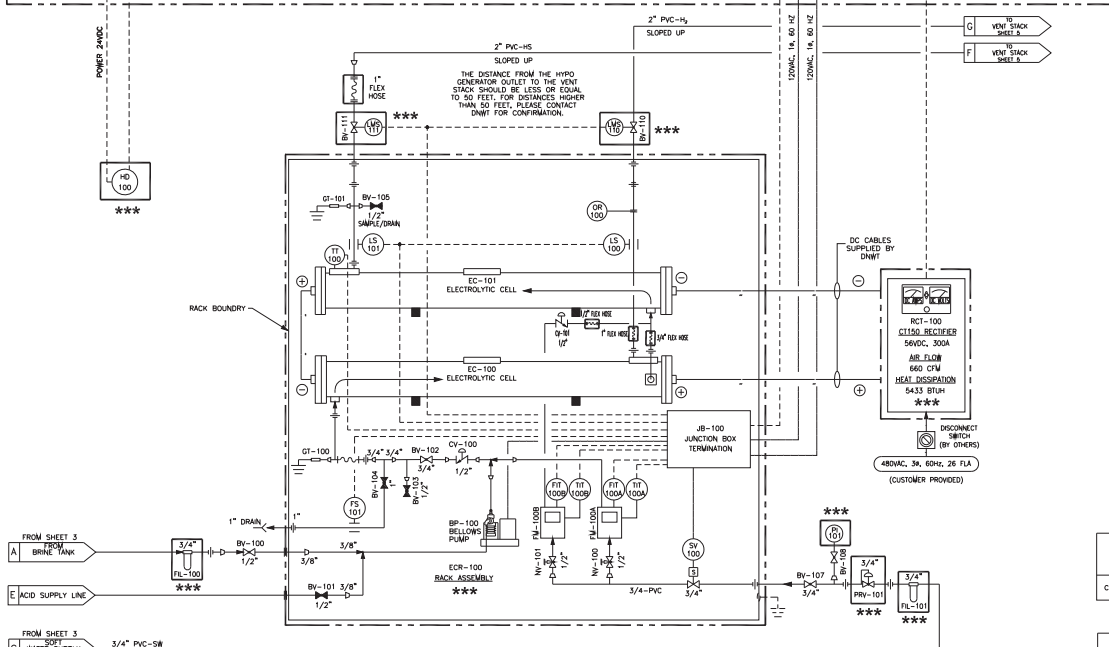 POWER 24VDC
2" PVC-H₂
SLOPED UP
120VAC, 1ø, 60 HZ
120VAC, 1ø, 60 HZ
G
TO
VENT STACK
SHEET 5
F
TO
VENT STACK
SHEET 5
2" PVC-HS
SLOPED UP
THE DISTANCE FROM THE HYPO
GENERATOR OUTLET TO THE VENT
STACK SHOULD BE LESS OR EQUAL
TO 50 FEET. FOR DISTANCES HIGHER
THAN 50 FEET, PLEASE CONTACT
DNWT FOR CONFIRMATION.
1"
FLEX
HOSE
BV-111
LMS
111
***
LMS
110
BV-110
***
HD
100
***
GT-101
BV-105
1/2"
SAMPLE/DRAIN
OR
100
TT
100
LS
101
LS
100
DC CABLES
SUPPLIED BY
DNWT
EC-101
ELECTROLYTIC CELL
RACK BOUNDRY
1/2" FLEX HOSE
CV-101
1/2"
1" FLEX HOSE
3/4" FLEX HOSE
DC AMPS
DC VOLTS
RCT-100
CT150 RECTIFIER
56VDC, 300A
AIR FLOW
660 CFM
HEAT DISSIPATION
5433 BTUH
***
EC-100
ELECTROLYTIC CELL
JB-100
JUNCTION BOX
TERMINATION
DISCONNECT
SWITCH
(BY OTHERS)
480VAC, 3ø, 60Hz, 26 FLA
(CUSTOMER PROVIDED)
GT-100
3/4"
3/4"
BV-102
3/4"
CV-100
1/2"
BV-104
1"
BV-103
1/2"
FS
101
FIT
100B
TIT
100B
FIT
100A
TIT
100A
FM-100B
FM-100A
BP-100
BELLOWS
PUMP
1" DRAIN
1"
***
PI
101
BV-108
FROM SHEET 3
A
FROM
BRINE TANK
3/4"
FIL-100
***
BV-100
1/2"
3/8"
3/8"
ECR-100
RACK ASSEMBLY
***
NV-101
1/2"
NV-100
1/2"
SV
100
S
3/4"
3/4-PVC
BV-107
3/4"
3/4"
PRV-101
***
3/4"
FIL-101
***
E
ACID SUPPLY LINE
BV-101
1/2"
3/8"
FROM SHEET 3
SOFT
3/4" PVC-SW